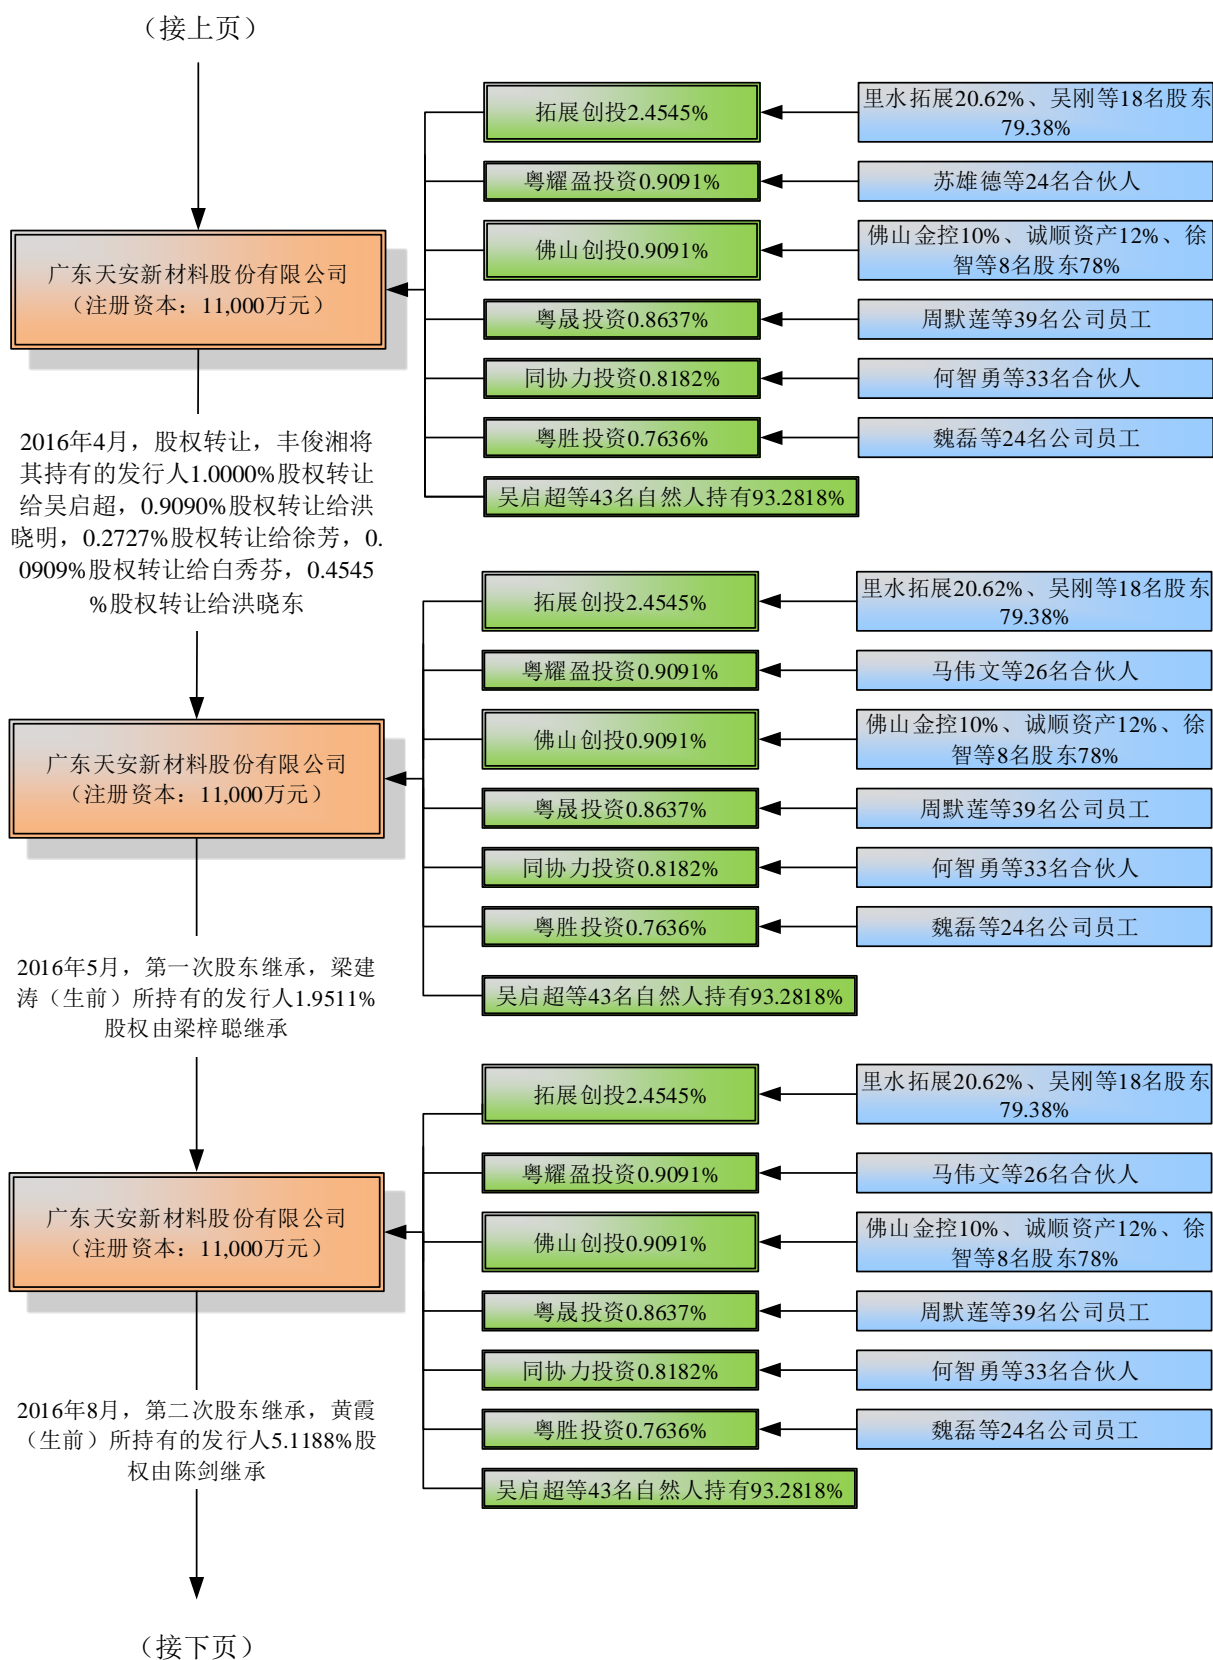 （接上页）
拓展创投2.4545%
里水拓展20.62%、吴刚等18名股东
79.38%
粤耀盈投资0.9091%
苏雄德等24名合伙人
佛山创投0.9091%
佛山金控10%、诚顺资产12%、徐
智等8名股东78%
广东天安新材料股份有限公司
（注册资本：11,000万元）
粤晟投资0.8637%
周默莲等39名公司员工
同协力投资0.8182%
何智勇等33名合伙人
粤胜投资0.7636%
魏磊等24名公司员工
吴启超等43名自然人持有93.2818%
2016年4月，股权转让，丰俊湘将
其持有的发行人1.0000%股权转让
给吴启超，0.9090%股权转让给洪
晓明，0.2727%股权转让给徐芳，0.
0909%股权转让给白秀芬，0.4545
%股权转让给洪晓东
拓展创投2.4545%
里水拓展20.62%、吴刚等18名股东
79.38%
粤耀盈投资0.9091%
马伟文等26名合伙人
佛山创投0.9091%
佛山金控10%、诚顺资产12%、徐
智等8名股东78%
广东天安新材料股份有限公司
（注册资本：11,000万元）
粤晟投资0.8637%
周默莲等39名公司员工
同协力投资0.8182%
何智勇等33名合伙人
粤胜投资0.7636%
魏磊等24名公司员工
吴启超等43名自然人持有93.2818%
2016年5月，第一次股东继承，梁建
涛（生前）所持有的发行人1.9511%
股权由梁梓聪继承
拓展创投2.4545%
里水拓展20.62%、吴刚等18名股东
79.38%
粤耀盈投资0.9091%
马伟文等26名合伙人
佛山创投0.9091%
佛山金控10%、诚顺资产12%、徐
智等8名股东78%
广东天安新材料股份有限公司
（注册资本：11,000万元）
粤晟投资0.8637%
周默莲等39名公司员工
同协力投资0.8182%
何智勇等33名合伙人
粤胜投资0.7636%
魏磊等24名公司员工
吴启超等43名自然人持有93.2818%
2016年8月，第二次股东继承，黄霞
（生前）所持有的发行人5.1188%股
权由陈剑继承
（接下页）